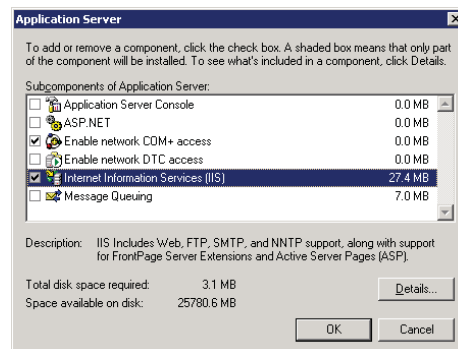 Application Server
To add or remove a component, click the check box. A shaded box means that only part
of the component will be installed. To see what's included in a component, click Details.
Subcomponents of Application Server:
Application Server Console 0.0 MB
ASP.NET 0.0 MB
Enable network COM+ access 0.0 MB
Enable network DTC access 0.0 MB
Internet Information Services (IIS) 27.4 MB
Message Queuing 7.0 MB
Description: IIS Includes Web, FTP, SMTP, and NNTP support, along with support
for FrontPage Server Extensions and Active Server Pages (ASP).
Total disk space required: 3.1 MB
Space available on disk: 25780.6 MB
Details...
OK Cancel